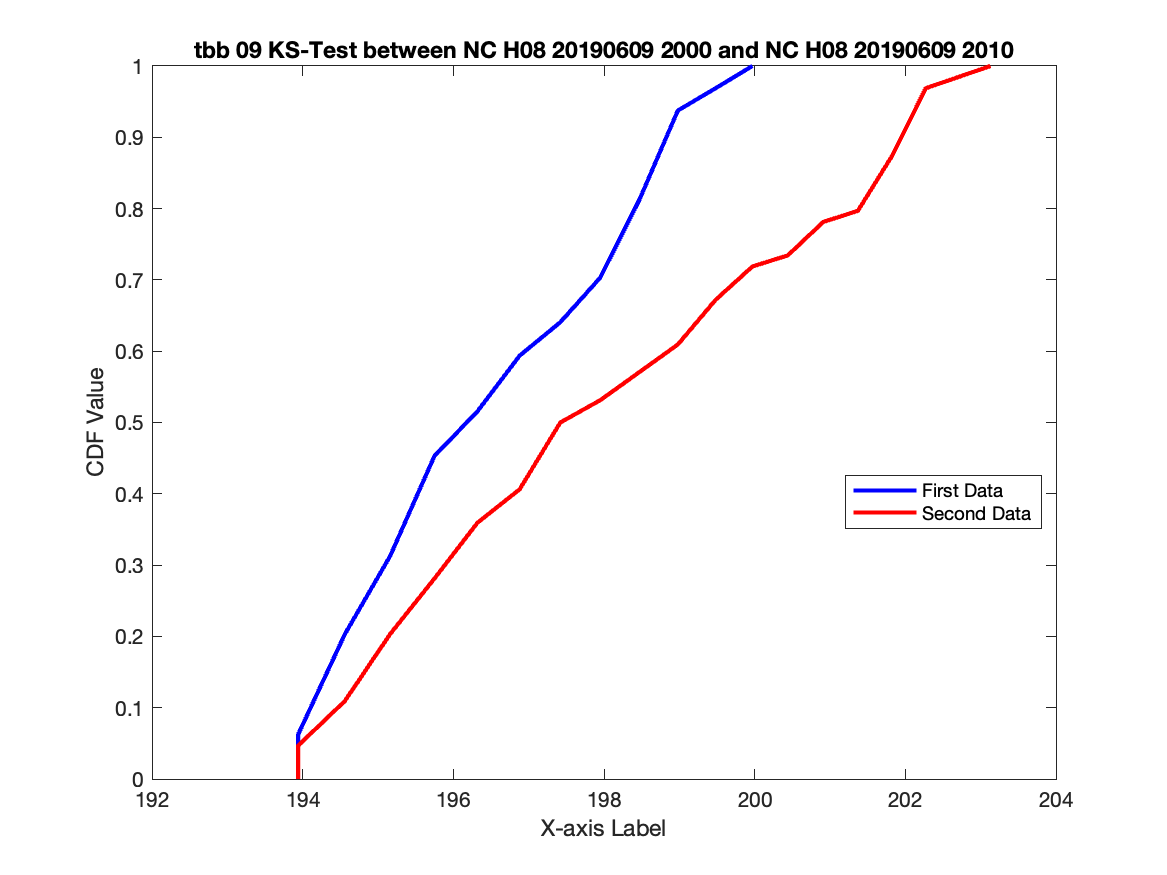 tbb 09 KS-Test between NC H08 20190609 2000 and NC H08 20190609 2010
1
0.9
0.8
0.7
0.6
0.5
0.4
0.3
0.2
0.1
0
CDF Value
First Data
Second Data
192 194 196 198 200 202 204
X-axis Label